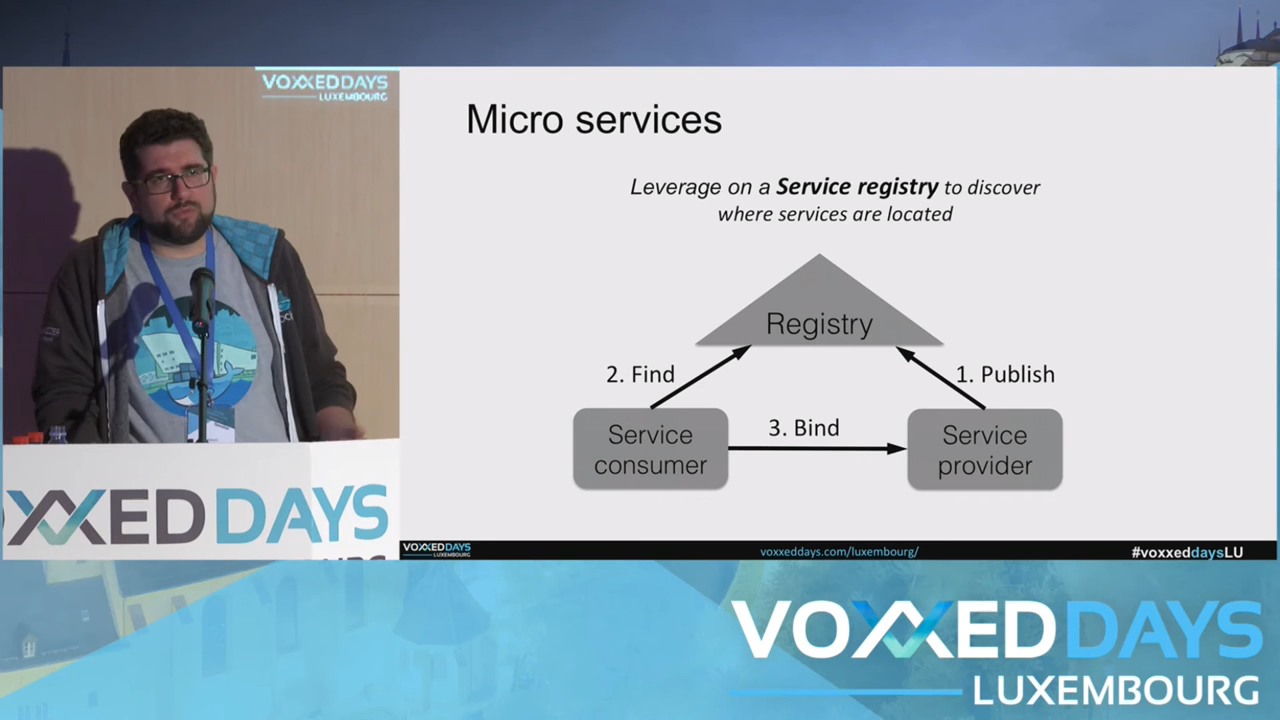 VOXXEDDAYS
LUXEMBOURG
Micro services
Leverage on a Service registry to discover
where services are located
Registry
2. Find
1. Publish
3. Bind
Service
consumer
Service
provider
VOXXEDDAYS
VOXXEDDAYS
LUXEMBOURG
voxxeddays.com/luxembourg/
#voxxeddaysLU
VOXXEDDAYS
LUXEMBOURG